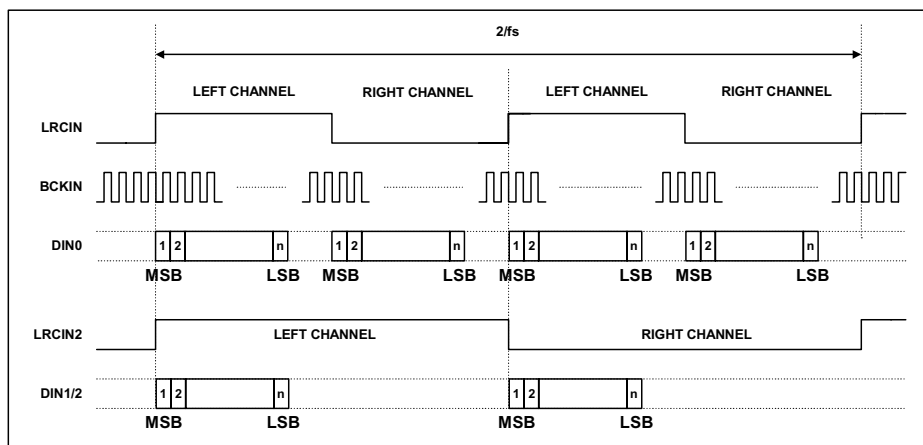 2/fs
LEFT CHANNEL RIGHT CHANNEL LEFT CHANNEL RIGHT CHANNEL
LRCIN
BCKIN
DIN0 1 2 n 1 2 n 1 2 n 1 2 n
MSB LSB MSB LSB MSB LSB MSB LSB
LRCIN2 LEFT CHANNEL RIGHT CHANNEL
DIN1/2 1 2 n 1 2 n
MSB LSB MSB LSB